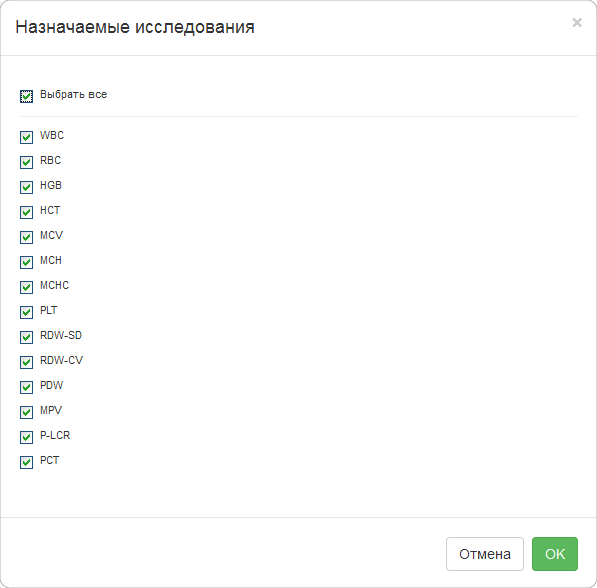 Назначаемые исследования
×
Выбрать все
WBC
RBC
HGB
HCT
MCV
MCH
MCHC
PLT
RDW-SD
RDW-CV
PDW
MPV
P-LCR
PCT
Отмена OK